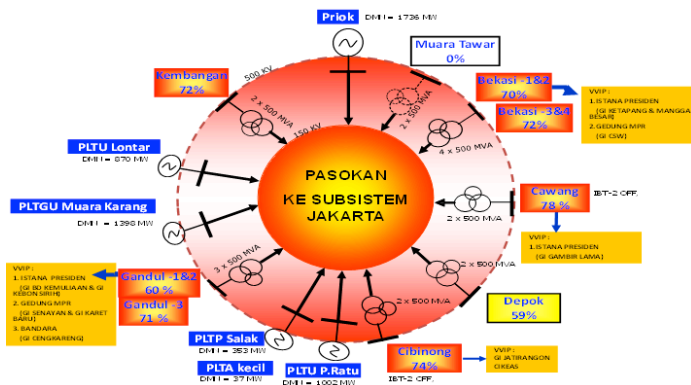 Priok
DMN = 1736 MW
Muara Tawar
0%
Kembangan
72%
500 KV
2 x 500 MVA
150 KV
2 x 500 MVA
Bekasi -1&2
70%
Bekasi -3&4
72%
4 x 500 MVA
VVIP :
1. ISTANA PRESIDEN
[GI KETAPANG & MANGGA
BESAR]
2. GEDUNG MPR
[GI CSW]
PLTU Lontar
DMN = 870 MW
PASOKAN
KE SUBSISTEM
JAKARTA
Cawang
78 %
IBT-2 OFF.
2 x 500 MVA
PLTGU Muara Karang
DMN = 1398 MW
VVIP :
1. ISTANA PRESIDEN
[GI GAMBIR LAMA]
3 x 500 MVA
2 x 500 MVA
VVIP :
1. ISTANA PRESIDEN
[GI BD KEMULIAAN & GI
KEBON SIRIH]
2. GEDUNG MPR
[GI SENAYAN & GI KARET
BARU]
3. BANDARA
[GI CENGKARENG]
Gandul -1&2
60 %
Gandul -3
71 %
2 x 500 MVA
Depok
59%
PLTP Salak
DMN = 353 MW
PLTA kecil
DMN = 37 MW
PLTU P.Ratu
DMN = 1002 MW
Cibinong
74%
IBT-2 OFF.
VVIP :
GI JATIRANGON
CIKEAS